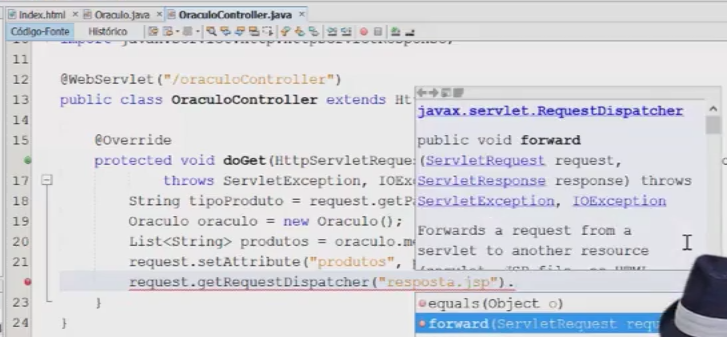 Index.html Oraculo.java OraculoController.java
Código-Fonte Histórico
11
12 @WebServlet("/oraculoController")
13 public class OraculoController extends Ht
14
15 @Override
protected void doGet(HttpServletReque
17 throws ServletException, IOEx
18 String tipoProduto = request.getP
19 Oraculo oraculo = new Oraculo();
20 List<String> produtos = oraculo.m
21 request.setAttribute("produtos",
request.getRequestDispatcher("resposta.jsp").
23 }
24 }
javax.servlet.RequestDispatcher
public void forward
(ServletRequest request,
ServletResponse response) throws
ServletException, IOException
Forwards a request from a
servlet to another resource
equals(Object o)
forward(ServletRequest requ